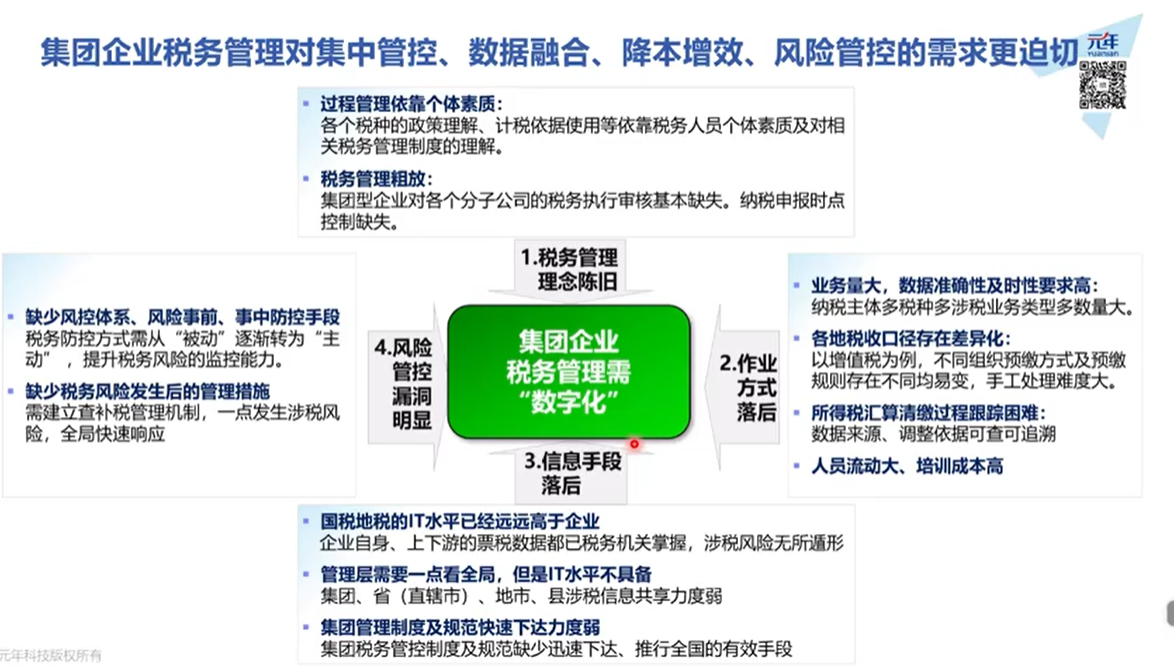 集团企业税务管理对集中管控、数据融合、降本增效、风险管控的需求更迫切
元年
YUANIAN
过程管理依靠个体素质：
各个税种的政策理解、计税依据使用等依靠税务人员个体素质及对相
关税务管理制度的理解。
税务管理粗放：
集团型企业对各个分子公司的税务执行审核基本缺失。纳税申报时点
控制缺失。
1.税务管理
理念陈旧
缺少风控体系、风险事前、事中防控手段
税务防控方式需从“被动”逐渐转为“主
动”，提升税务风险的监控能力。
缺少税务风险发生后的管理措施
需建立查补税管理机制，一点发生涉税风
险，全局快速响应
4.风险
管控
漏洞
明显
集团企业
税务管理需
“数字化”
2.作业
方式
落后
业务量大，数据准确性及时性要求高：
纳税主体多税种多涉税业务类型多数量大。
各地税收口径存在差异化：
以增值税为例，不同组织预缴方式及预缴
规则存在不同均易变，手工处理难度大。
所得税汇算清缴过程跟踪困难：
数据来源、调整依据可查可追溯
人员流动大、培训成本高
3.信息手段
落后
国税地税的IT水平已经远远高于企业
企业自身、上下游的票税数据都已税务机关掌握，涉税风险无所遁形
管理层需要一点看全局，但是IT水平不具备
集团、省（直辖市）、地市、县涉税信息共享力度弱
集团管理制度及规范快速下达力度弱
集团税务管控制度及规范缺少迅速下达、推行全国的有效手段
元年科技版权所有